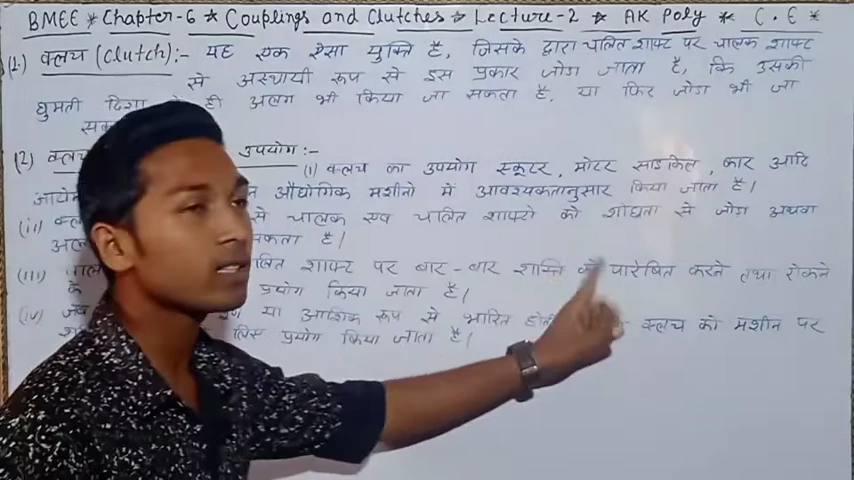 BMEE * Chapter-6 * Couplings and Clutches * Lecture-2 * AK Poly * C.E *
(1.) क्लच (Clutch):- यह एक ऐसा युक्ति है, जिसके द्वारा चलित शाफ्ट पर चालक शाफ्ट
से अस्थायी रूप से इस प्रकार जोड़ा जाता है, कि उसकी
घुमती दिशा ही अलग भी किया जा सकता है, या फिर जोडा भी जा
(2) उपयोग :-
(i) क्लच का उपयोग स्कूटर, मोटर साइकिल, कार आदि
औद्योगिक मशीनो में आवश्यकतानुसार किया जाता है।
(ii) से चालक एवं चालित शाफ्टो को शीघ्रता से जोडा अथवा
सकता है।
(iii) शाफ्ट पर बार-बार शक्ति पारेषित करने तथा रोकने
के प्रयोग किया जाता है।
(iv) या आंशिक रूप से भारित क्लच को मशीन पर
लिए प्रयोग किया जाता है।